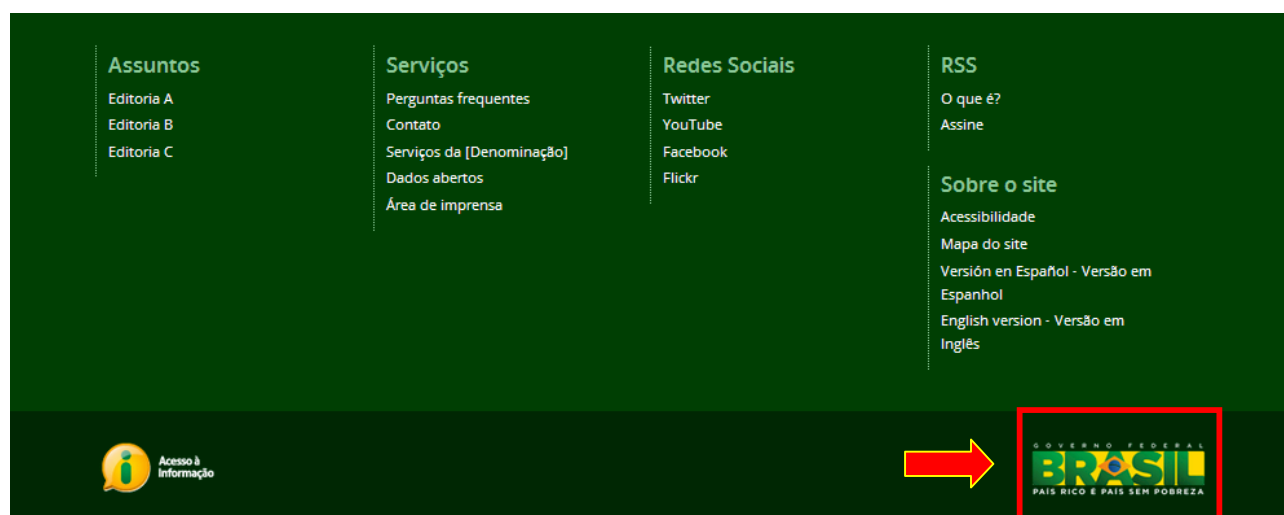 Assuntos
Editoria A
Editoria B
Editoria C
Serviços
Perguntas frequentes
Contato
Serviços da [Denominação]
Dados abertos
Área de imprensa
Redes Sociais
Twitter
YouTube
Facebook
Flickr
RSS
O que é?
Assine
Sobre o site
Acessibilidade
Mapa do site
Versión en Español - Versão em
Espanhol
English version - Versão em
Inglês
Acesso à
Informação
GOVERNO FEDERAL
BRASIL
PAÍS RICO É PAÍS SEM POBREZA